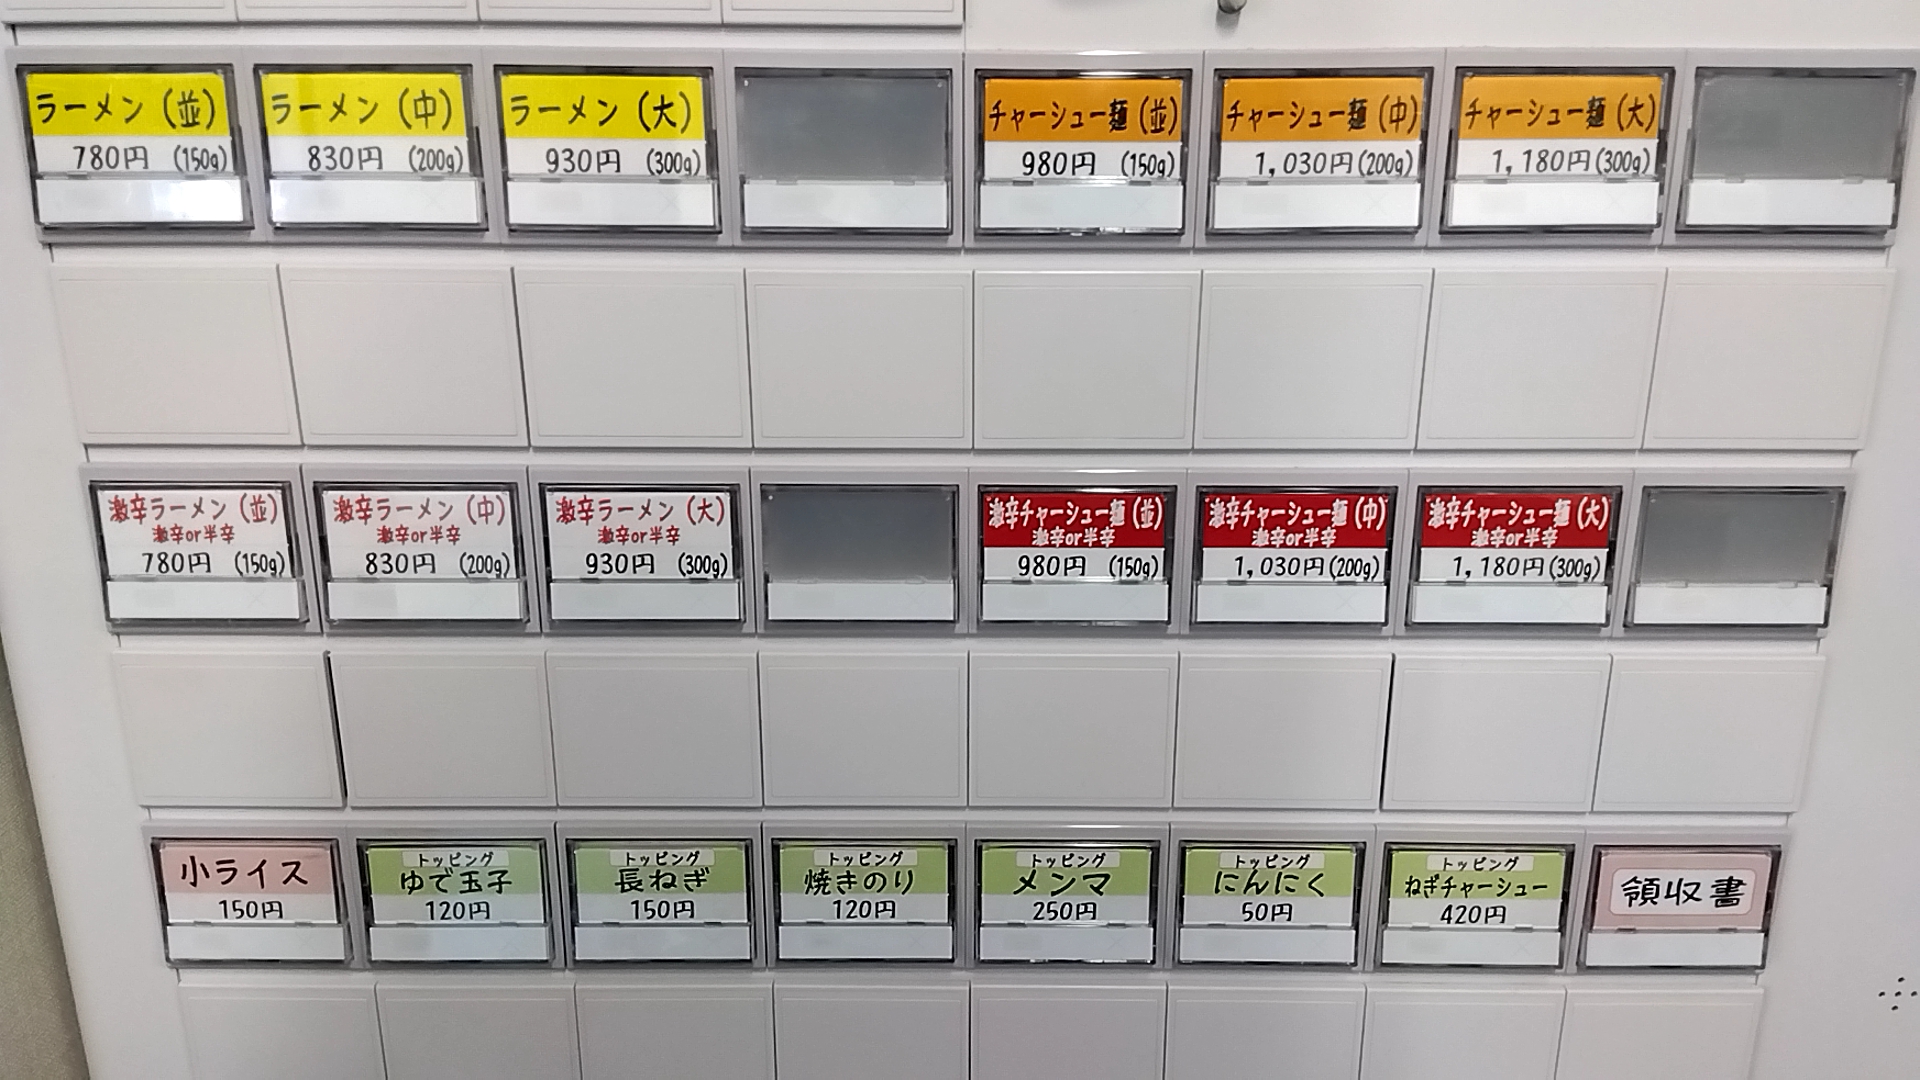 ラーメン（並）
780円 (150g)
ラーメン（中）
830円 (200g)
ラーメン（大）
930円 (300g)
チャーシュー麺（並）
980円 (150g)
チャーシュー麺（中）
1,030円(200g)
チャーシュー麺（大）
1,180円(300g)
激辛ラーメン（並）
激辛or半辛
780円 (150g)
激辛ラーメン（中）
激辛or半辛
830円 (200g)
激辛ラーメン（大）
激辛or半辛
930円 (300g)
激辛チャーシュー麺（並）
激辛or半辛
980円 (150g)
激辛チャーシュー麺（中）
激辛or半辛
1,030円(200g)
激辛チャーシュー麺（大）
激辛or半辛
1,180円(300g)
小ライス
150円
トッピング
ゆで玉子
120円
トッピング
長ねぎ
150円
トッピング
焼きのり
120円
トッピング
メンマ
250円
トッピング
にんにく
50円
トッピング
ねぎチャーシュー
420円
領収書